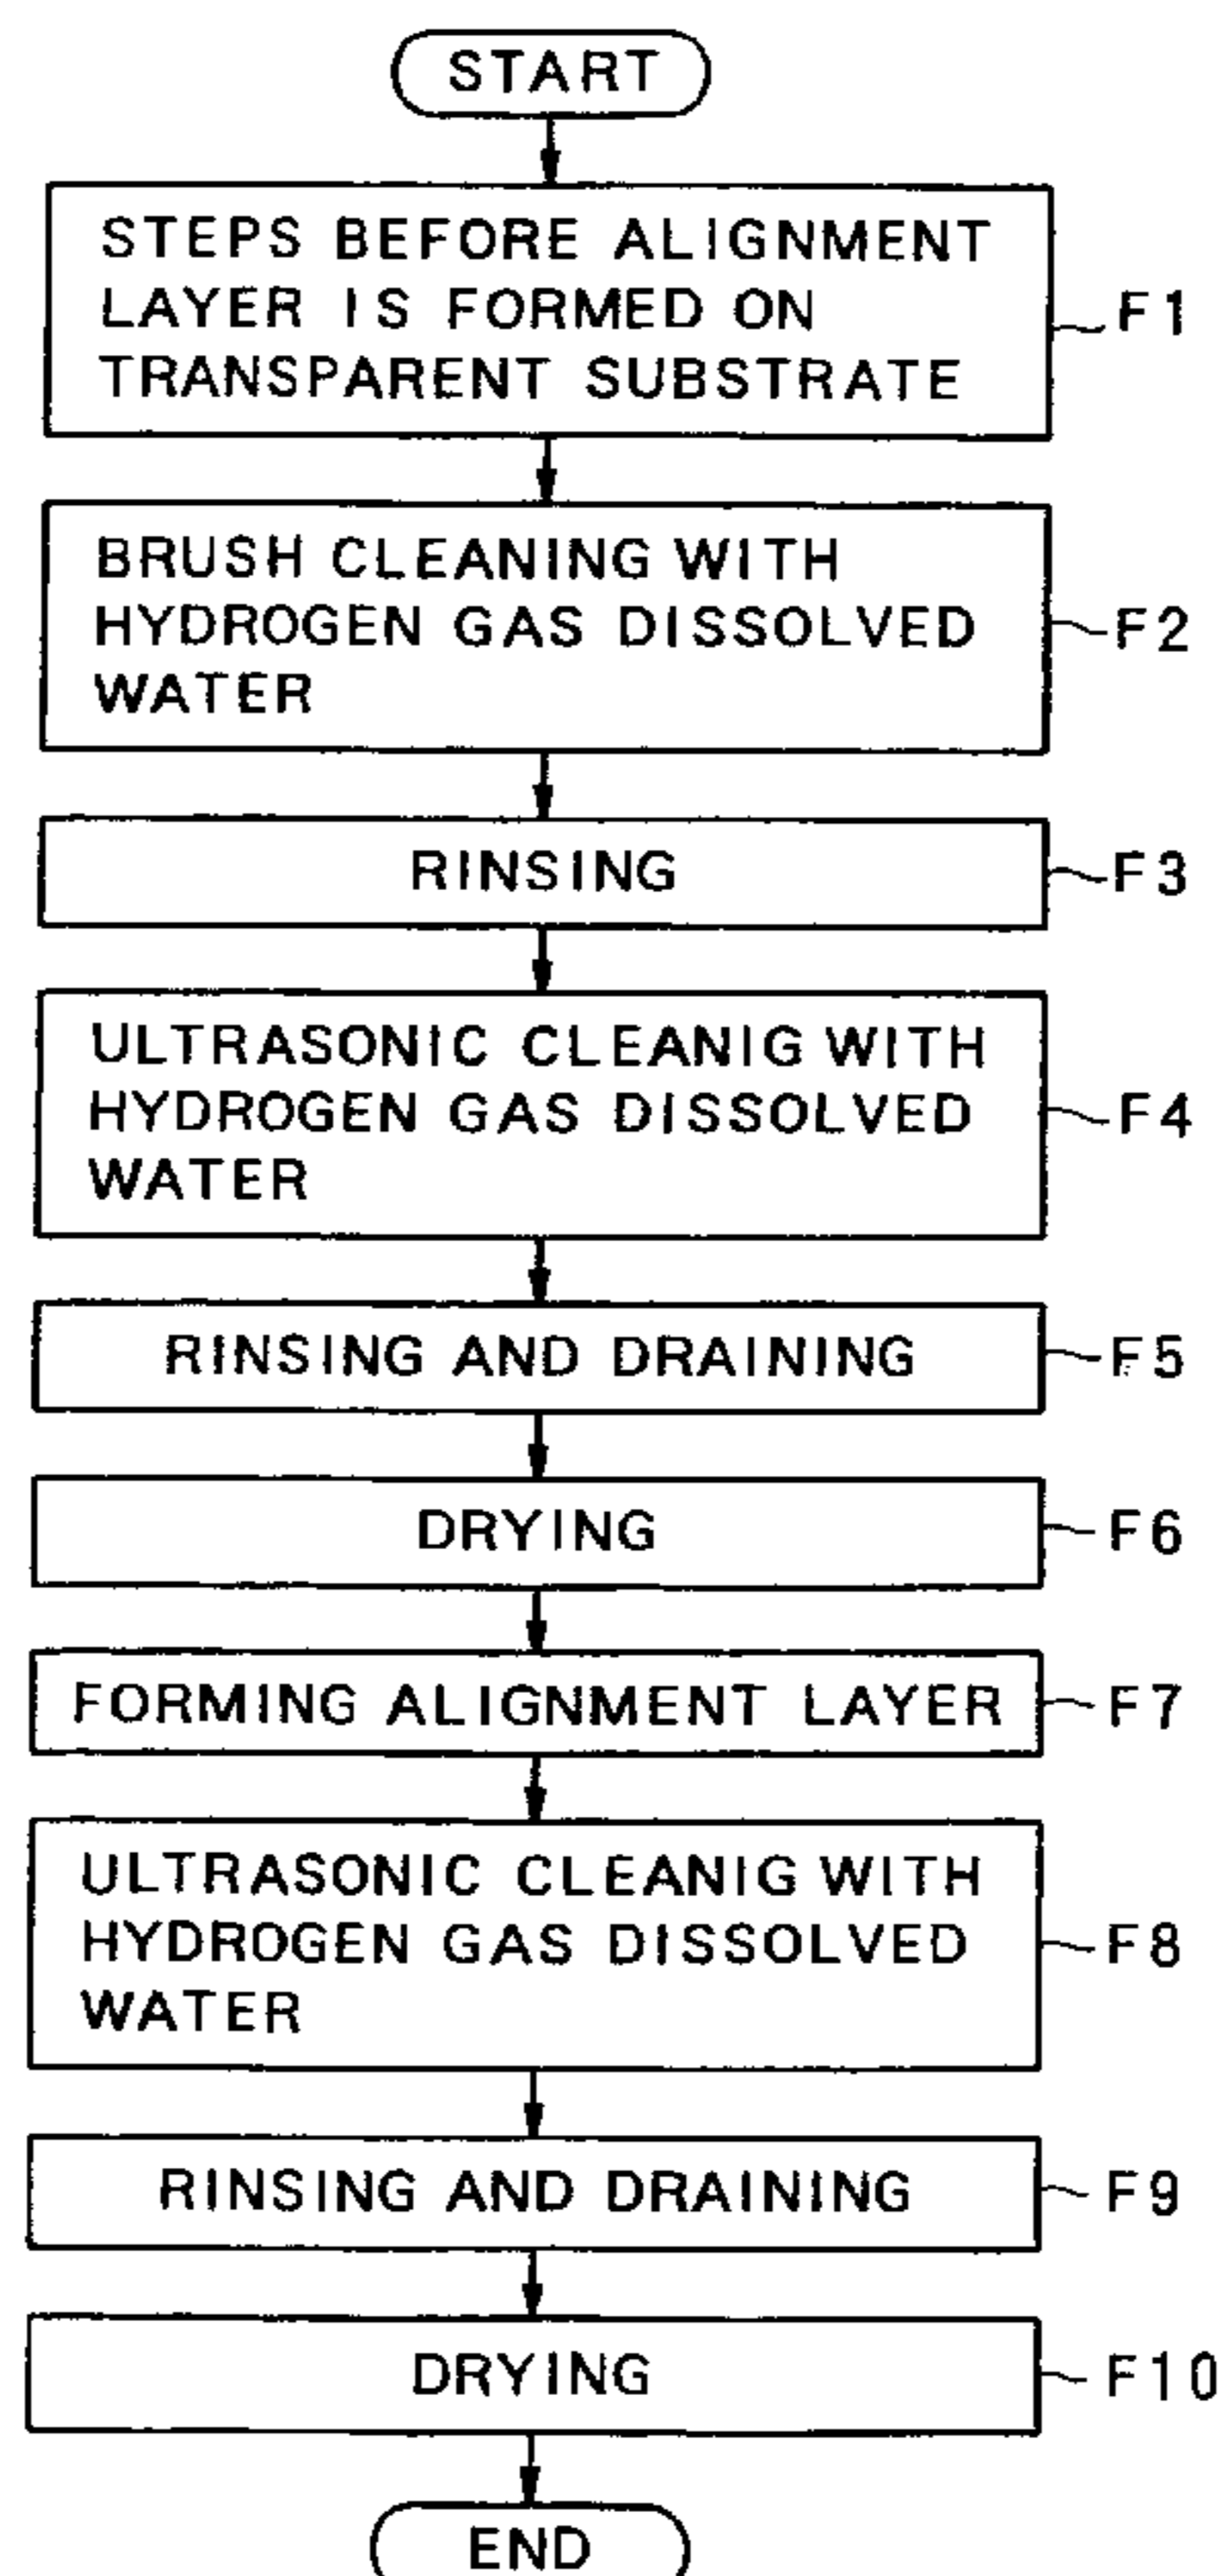 START
STEPS BEFORE ALIGNMENT
LAYER IS FORMED ON
TRANSPARENT SUBSTRATE
F1
BRUSH CLEANING WITH
HYDROGEN GAS DISSOLVED
WATER
F2
RINSING
F3
ULTRASONIC CLEANIG WITH
HYDROGEN GAS DISSOLVED
WATER
F4
RINSING AND DRAINING
F5
DRYING
F6
FORMING ALIGNMENT LAYER
F7
ULTRASONIC CLEANIG WITH
HYDROGEN GAS DISSOLVED
WATER
F8
RINSING AND DRAINING
F9
DRYING
F10
END